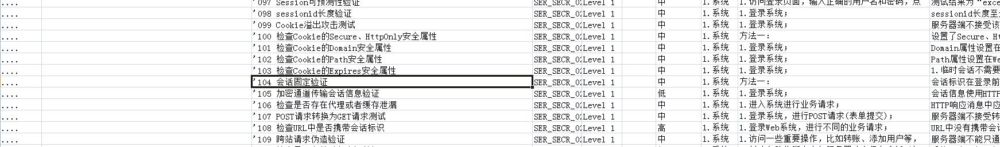 .... '097 Session可预测性验证 SER_SECR_02 Level 1 中 1.系统 1.访问登录页面，输入正确的用户名和密码，点 测试结果为“exce
.... '098 sessionid长度验证 SER_SECR_02 Level 1 中 1.系统 1.登录系统； sessionid长度至少
.... '099 Cookie溢出攻击测试 SER_SECR_02 Level 1 中 1.系统 1.登录系统； 服务器端不接受该
.... '100 检查Cookie的Secure、HttpOnly安全属性 SER_SECR_02 Level 1 中 1.系统 方法一： 设置了Secure、Ht
.... '101 检查Cookie的Domain安全属性 SER_SECR_02 Level 1 中 1.系统 1.登录系统； Domain属性设置在
.... '102 检查Cookie的Path安全属性 SER_SECR_02 Level 1 中 1.系统 1.登录系统； Path属性设置在We
.... '103 检查Cookie的Expires安全属性 SER_SECR_02 Level 1 中 1.系统 1.登录系统； 1.临时会话不需要
.... '104 会话固定验证 SER_SECR_02 Level 1 中 1.系统 方法一： 会话标识在登录前
.... '105 加密通道传输会话信息验证 SER_SECR_02 Level 1 低 1.系统 1.登录系统； 会话信息使用HTTP
.... '106 检查是否存在代理或者缓存泄漏 SER_SECR_02 Level 1 中 1.系统 1.进入系统进行业务请求； HTTP响应消息中应
.... '107 POST请求转换为GET请求测试 SER_SECR_02 Level 1 中 1.系统 1.登录系统，进行POST请求(表单提交)； 服务器端不接受转
.... '108 检查URL中是否携带会话标识 SER_SECR_02 Level 1 高 1.系统 1.登录Web系统，进行不同的业务请求； URL中没有携带会话
.... '109 跨站请求伪造验证 SER_SECR_02 Level 1 中 1.系统 1.访问一些重要操作，比如转账、添加用户等， 服务器端不能只通